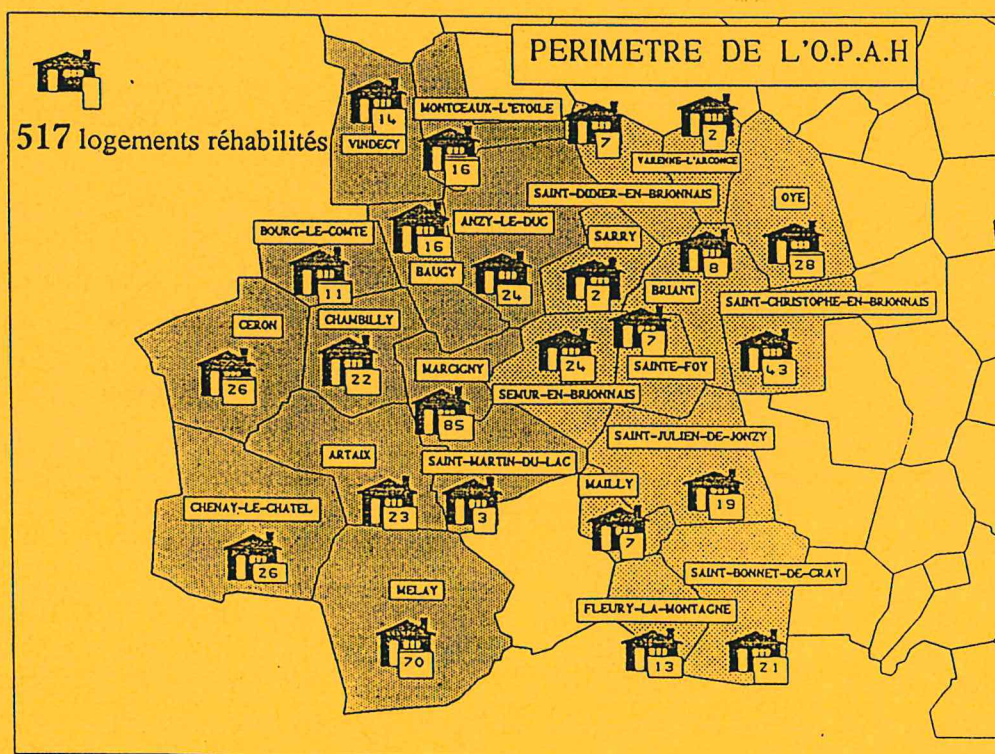 PERIMETRE DE L'O.P.A.H
517 logements réhabilités
14
VINDECY
MONTCEAUX-L'ETOILE
16
7
2
VARENNE-L'ARCONCE
SAINT-DIDIER-EN-BRIONNAIS
OYE
28
BOURG-LE-COMTE
11
16
BAUGY
ANZY-LE-DUC
24
SARRY
2
8
BRIANT
SAINT-CHRISTOPHE-EN-BRIONNAIS
43
CERON
26
CHAMBILLY
22
MARCIGNY
85
24
SEMUR-EN-BRIONNAIS
7
SAINTE-FOY
ARTAIX
23
SAINT-MARTIN-DU-LAC
3
SAINT-JULIEN-DE-JONZY
19
MAILLY
7
CHENAY-LE-CHATEL
26
MELAY
70
SAINT-BONNET-DE-CRAY
21
FLEURY-LA-MONTAGNE
13